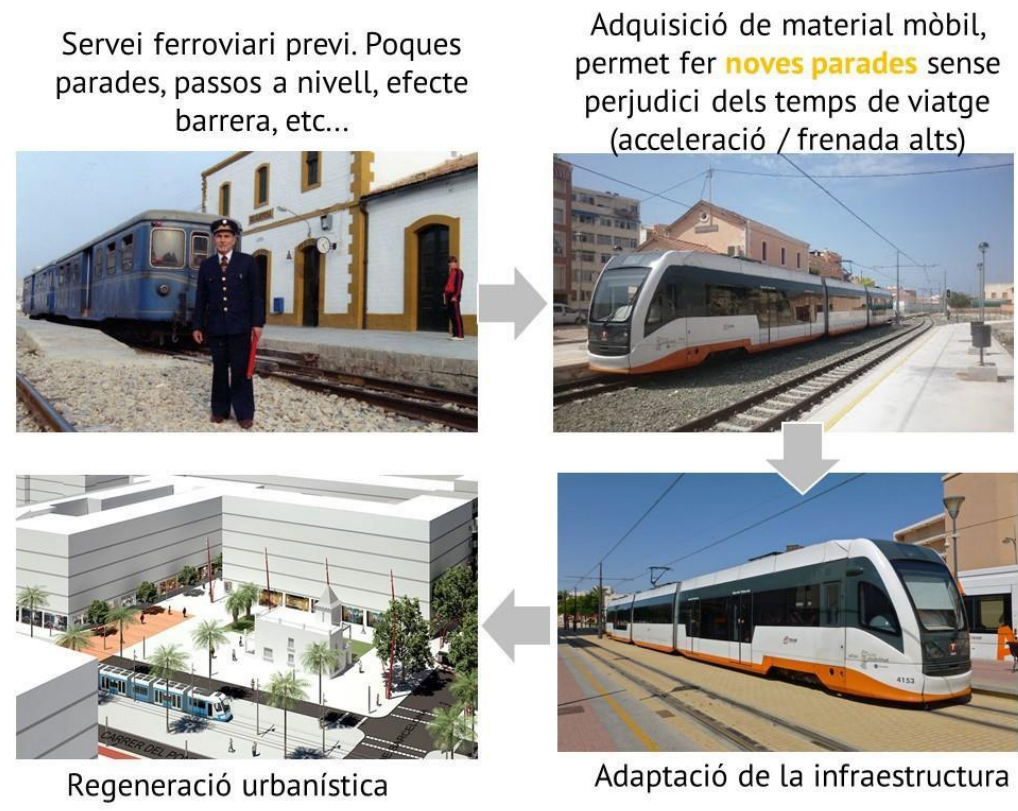 Servei ferroviari previ. Poques
parades, passos a nivell, efecte
barrera, etc...
Adquisició de material mòbil,
permet fer noves parades sense
perjudici dels temps de viatge
(acceleració / frenada alts)
4153
CARRER DEL PO
Regeneració urbanística
Adaptació de la infraestructura